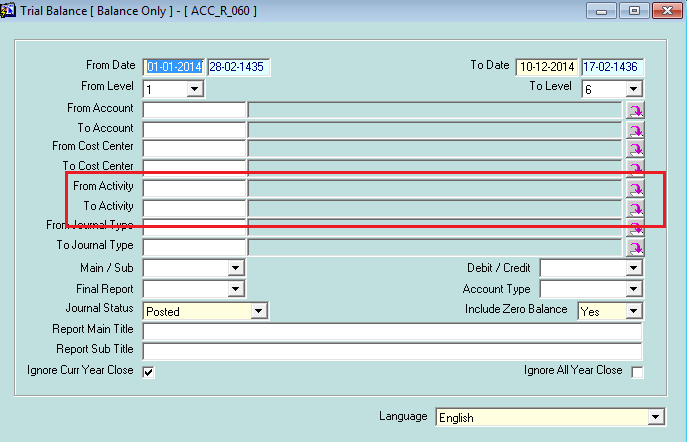 Trial Balance [ Balance Only ] - [ ACC_R_060 ]
From Date 01-01-2014 28-02-1435 To Date 10-12-2014 17-02-1436
From Level 1 To Level 6
From Account
To Account
From Cost Center
To Cost Center
From Activity
To Activity
From Journal Type
To Journal Type
Main / Sub Debit / Credit
Final Report Account Type
Journal Status Posted Include Zero Balance Yes
Report Main Title
Report Sub Title
Ignore Curr Year Close Ignore All Year Close
Language English